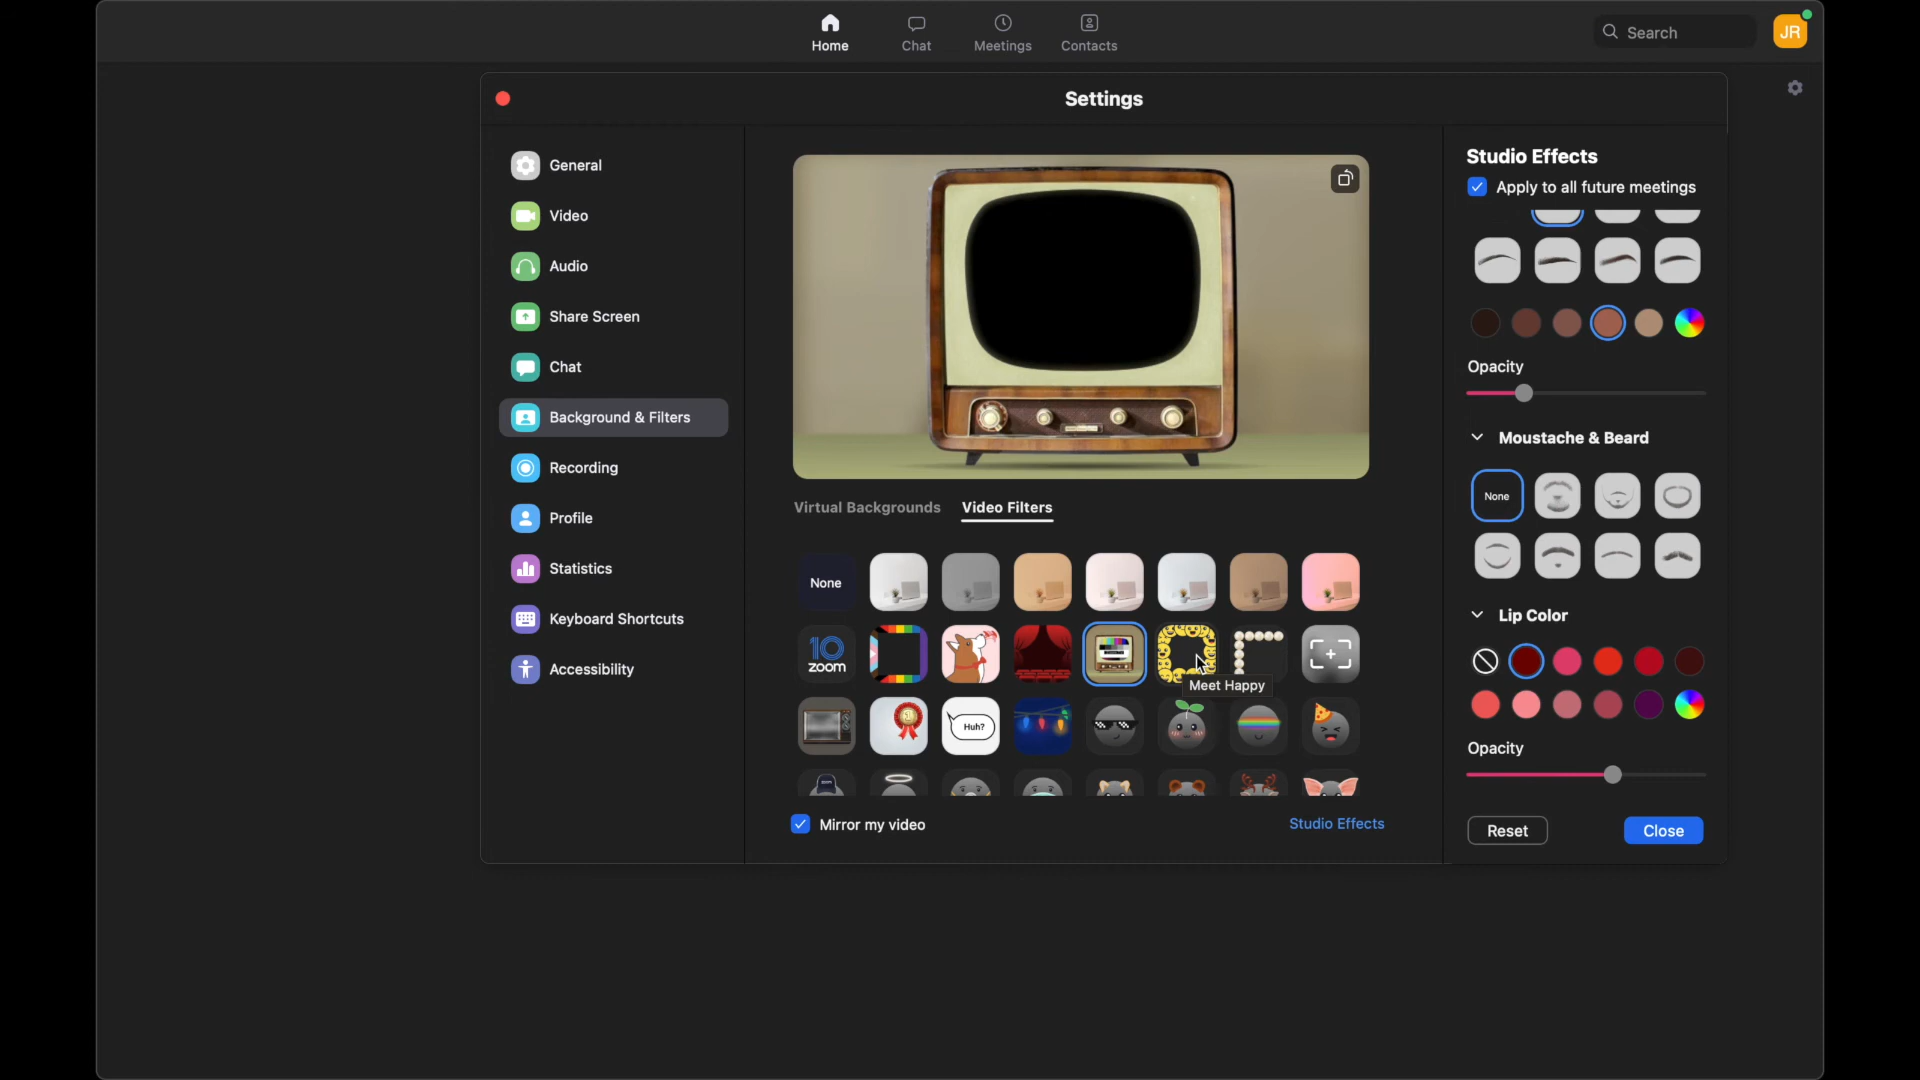 Home
Chat
Meetings
Contacts
Search
JR
Settings
General
Video
Audio
Share Screen
Chat
Background & Filters
Recording
Profile
Statistics
Keyboard Shortcuts
Accessibility
Virtual Backgrounds
Video Filters
None
10
zoom
Meet Happy
Huh?
Mirror my video
Studio Effects
Studio Effects
Apply to all future meetings
Opacity
Moustache & Beard
None
Lip Color
Opacity
Reset
Close